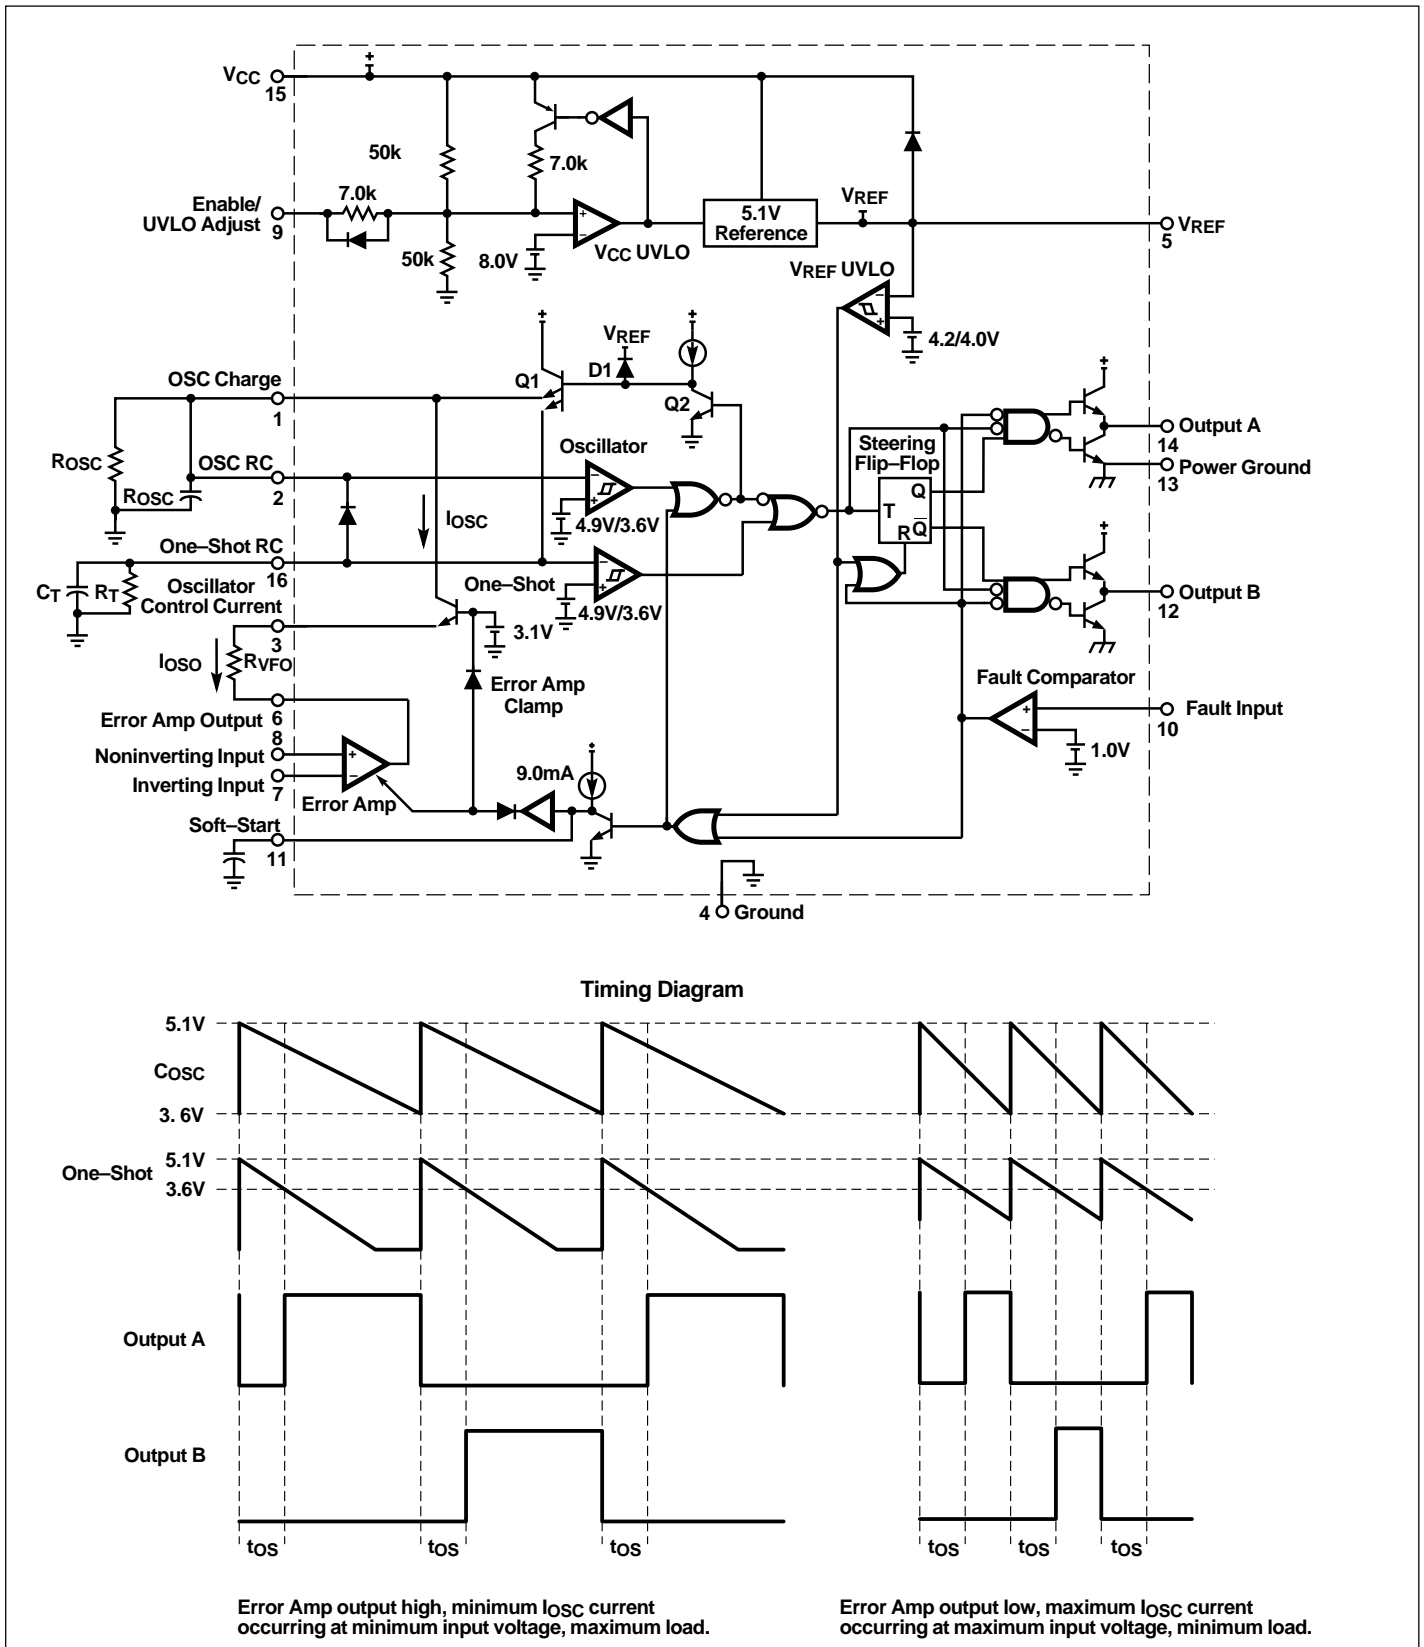 VCC
15
50k
7.0k
7.0k
Enable/
UVLO Adjust
9
50k
8.0V
VCC UVLO
5.1V
Reference
VREF
VREF
5
VREF UVLO
4.2/4.0V
OSC Charge
1
Q1
VREF
D1
Q2
ROSC
ROSC
OSC RC
2
IOSC
Oscillator
4.9V/3.6V
Steering
Flip–Flop
T
Q
Q
R
Output A
14
Power Ground
13
One–Shot RC
16
CT
RT
Oscillator
Control Current
3
One–Shot
4.9V/3.6V
3.1V
Output B
12
IOSO
RVFO
Error Amp
Clamp
Error Amp Output
6
8
Noninverting Input
Inverting Input
7
Error Amp
9.0mA
Fault Comparator
Fault Input
10
1.0V
Soft–Start
11
4
Ground
Timing Diagram
5.1V
COSC
3. 6V
5.1V
One–Shot
3.6V
Output A
Output B
tOS
tOS
tOS
tOS
tOS
tOS
Error Amp output high, minimum IOSC current
occurring at minimum input voltage, maximum load.
Error Amp output low, maximum IOSC current
occurring at maximum input voltage, minimum load.